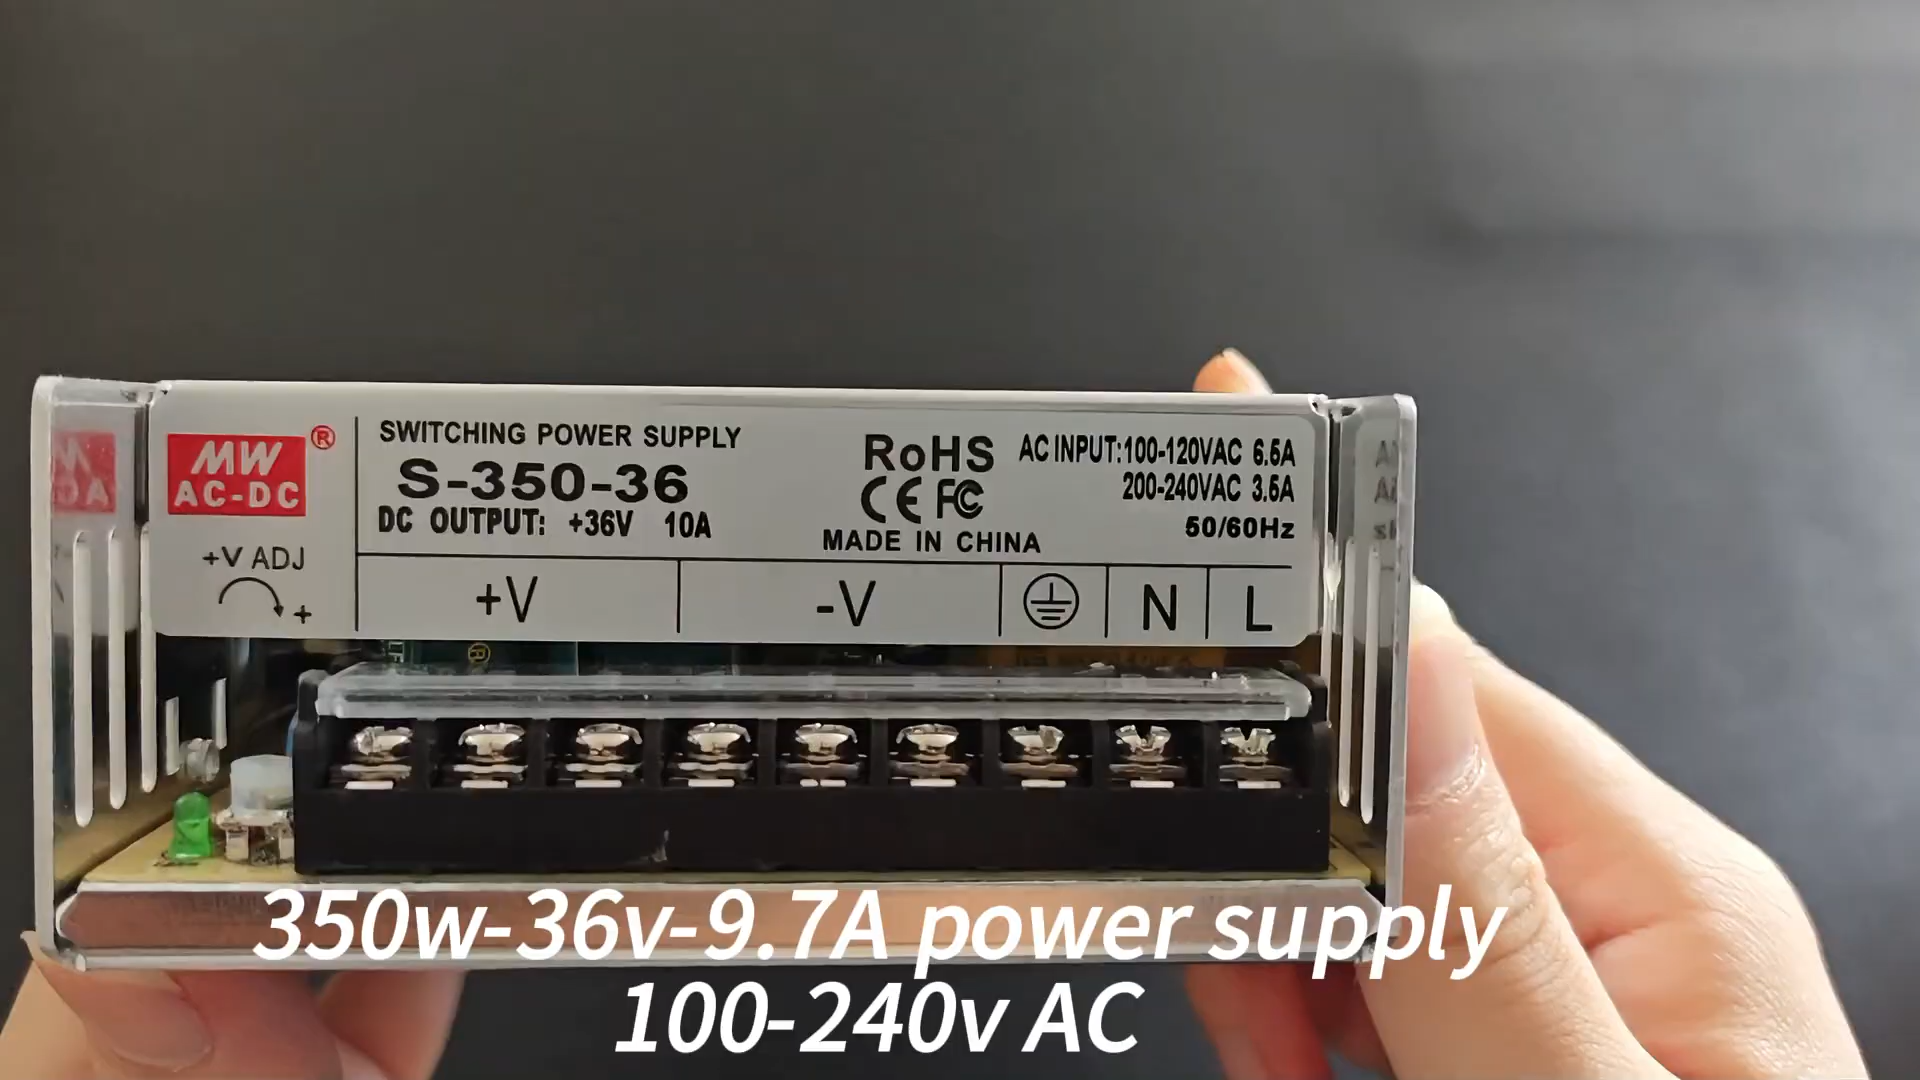 MW
AC-DC
®
+V ADJ
+
SWITCHING POWER SUPPLY
S-350-36
DC OUTPUT: +36V 10A
RoHS
CE FC
MADE IN CHINA
AC INPUT:100-120VAC 6.5A
200-240VAC 3.5A
50/60Hz
+V
-V
N
L
350w-36v-9.7A power supply
100-240v AC